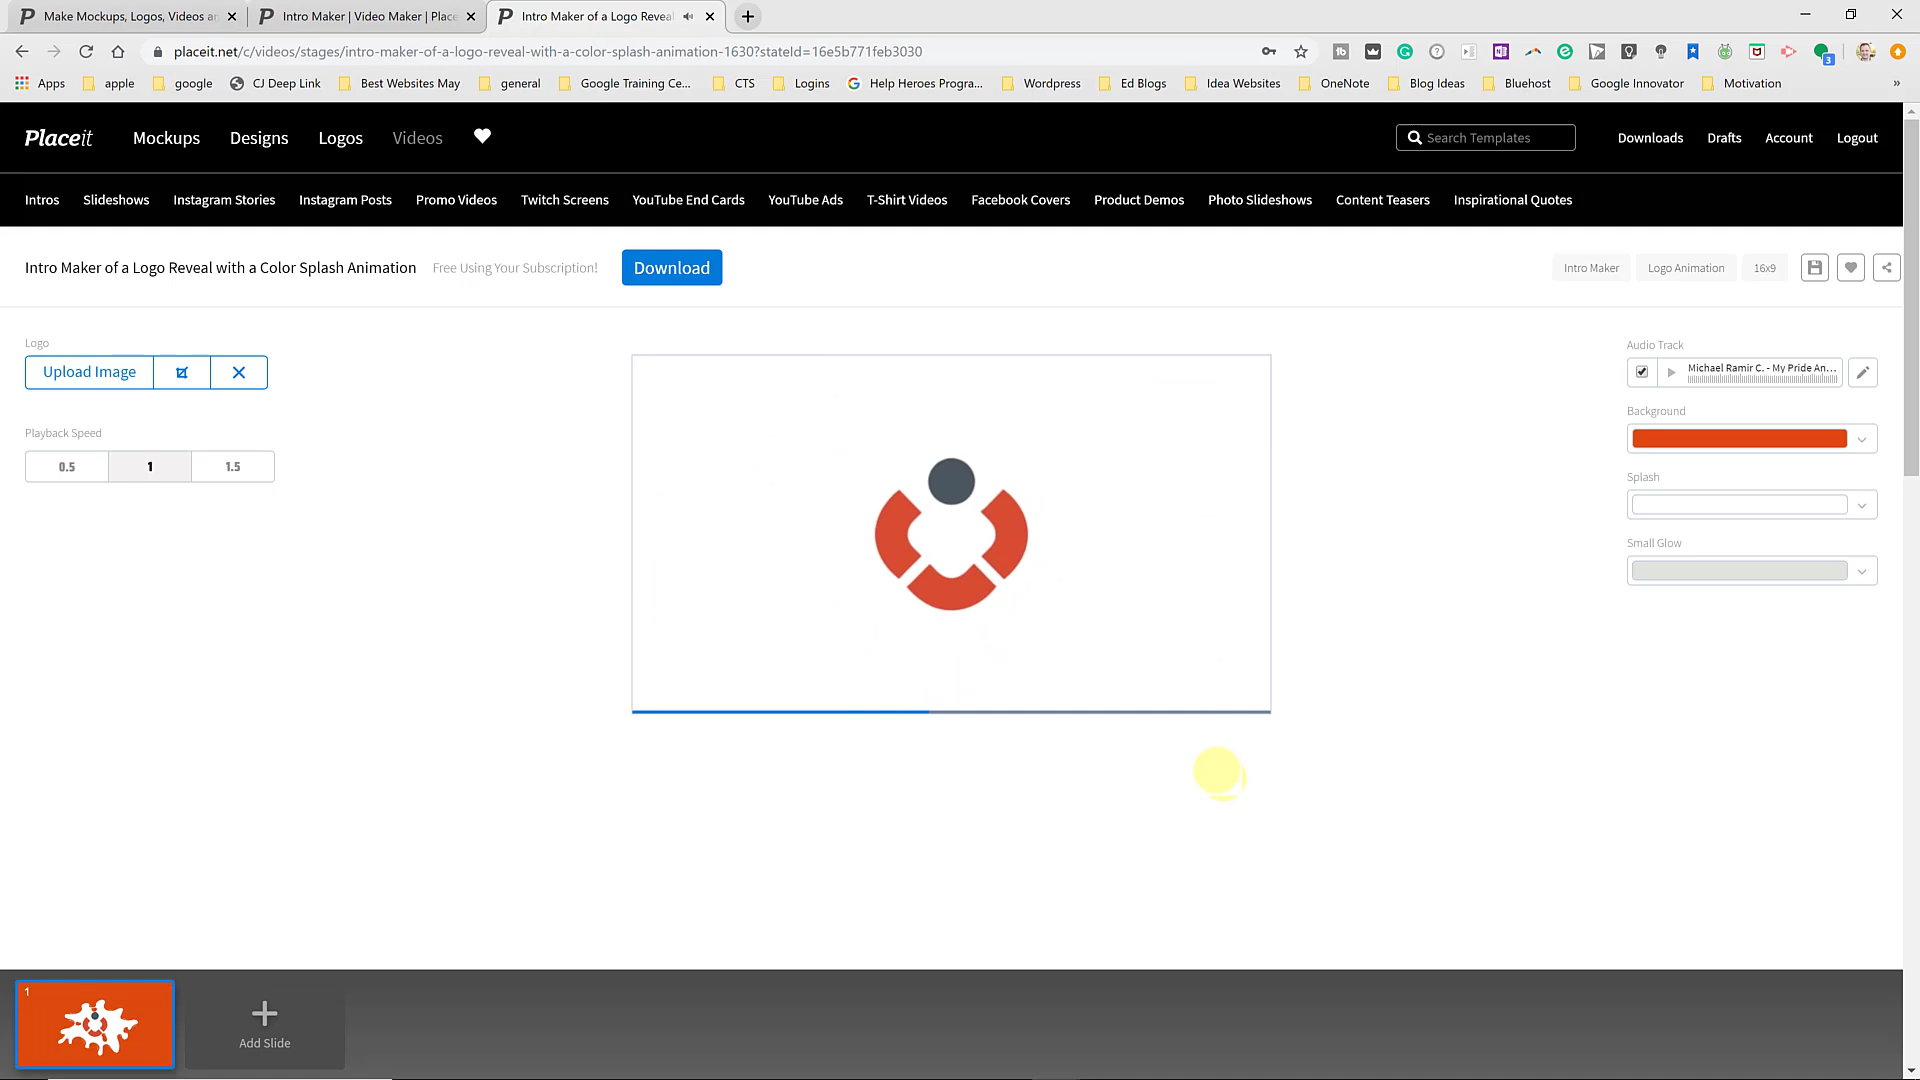 Make Mockups, Logos, Videos an
Intro Maker | Video Maker | Place
Intro Maker of a Logo Reveal
placeit.net/c/videos/stages/intro-maker-of-a-logo-reveal-with-a-color-splash-animation-1630?stateId=16e5b771feb3030
3
Apps apple google CJ Deep Link Best Websites May general Google Training Ce... CTS Logins Help Heroes Progra... Wordpress Ed Blogs Idea Websites OneNote Blog Ideas Bluehost Google Innovator Motivation »
Placeit Mockups Designs Logos Videos Search Templates Downloads Drafts Account Logout
Intros Slideshows Instagram Stories Instagram Posts Promo Videos Twitch Screens YouTube End Cards YouTube Ads T-Shirt Videos Facebook Covers Product Demos Photo Slideshows Content Teasers Inspirational Quotes
Intro Maker of a Logo Reveal with a Color Splash Animation Free Using Your Subscription! Download Intro Maker Logo Animation 16x9
Logo
Upload Image
Playback Speed
0.5 1 1.5
Audio Track
Michael Ramir C. - My Pride An...
Background
Splash
Small Glow
1
Add Slide